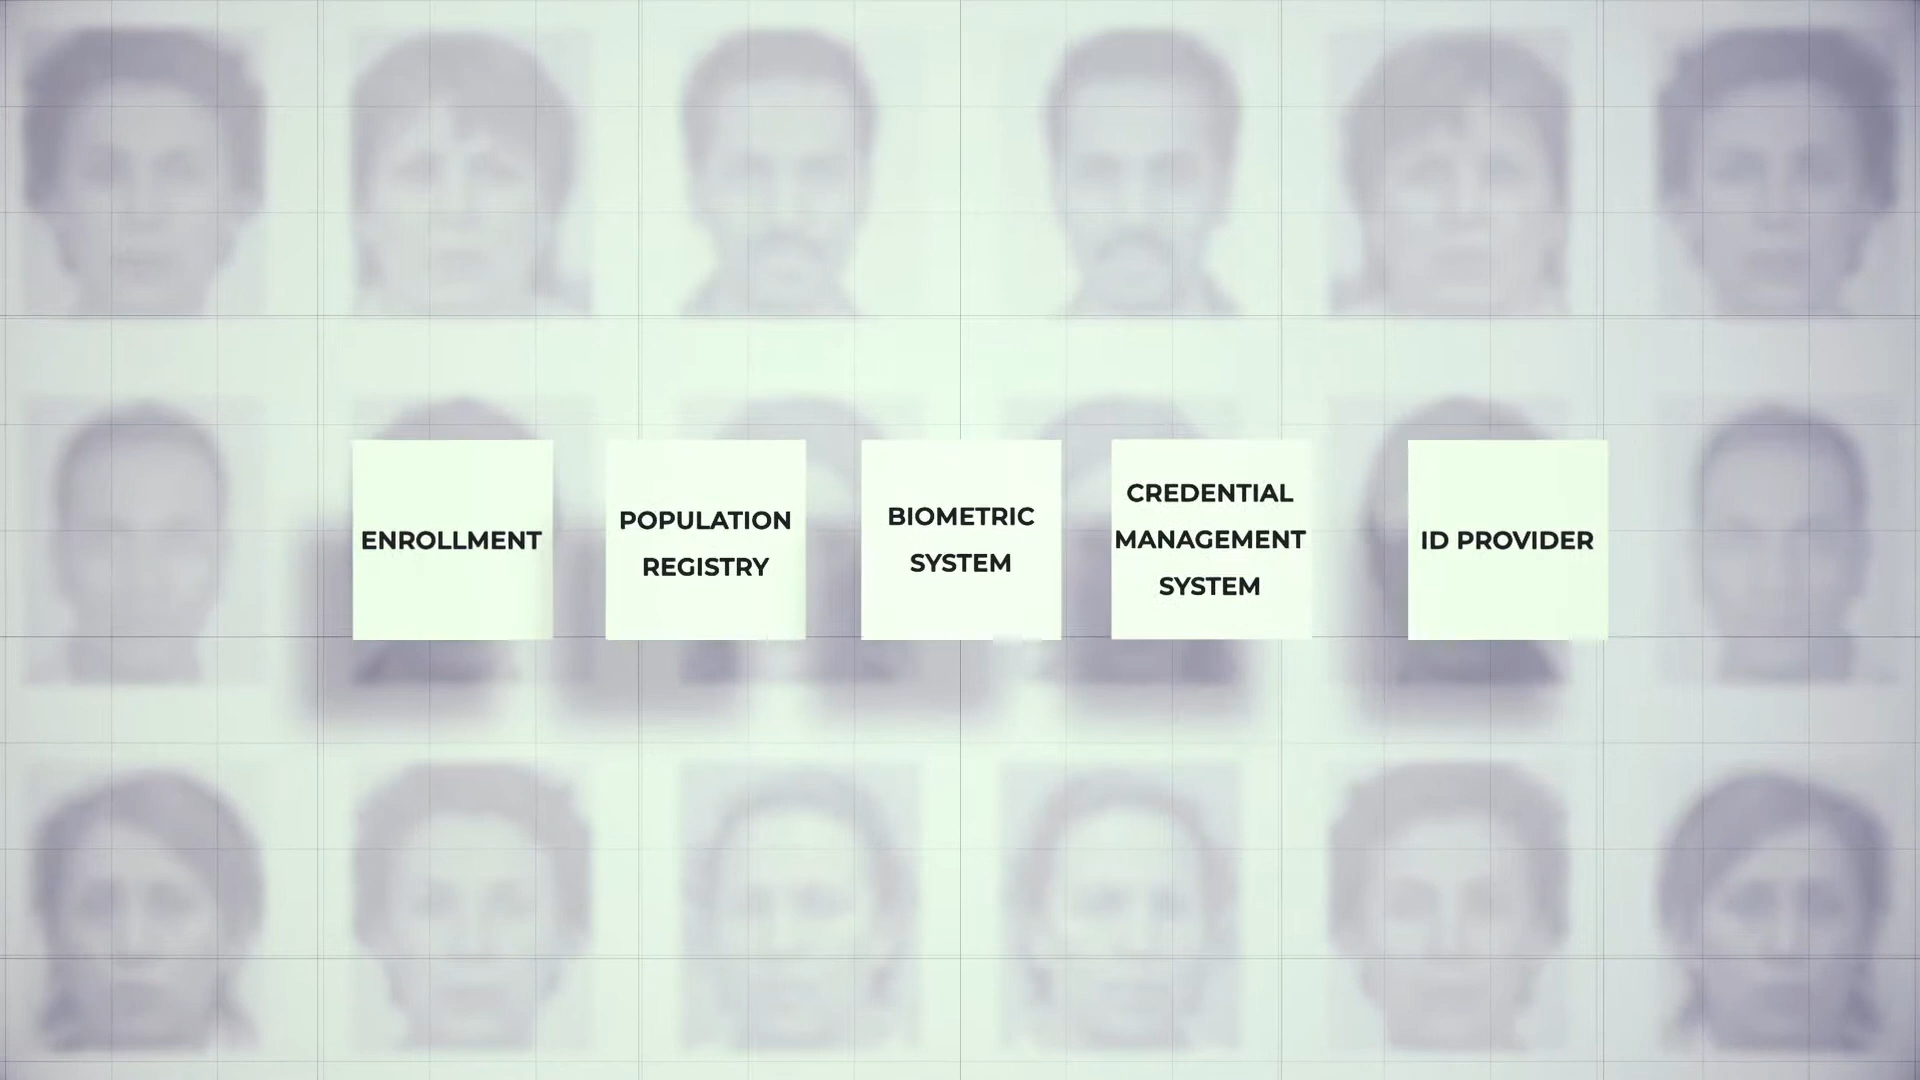 ENROLLMENT
POPULATION
REGISTRY
BIOMETRIC
SYSTEM
CREDENTIAL
MANAGEMENT
SYSTEM
ID PROVIDER